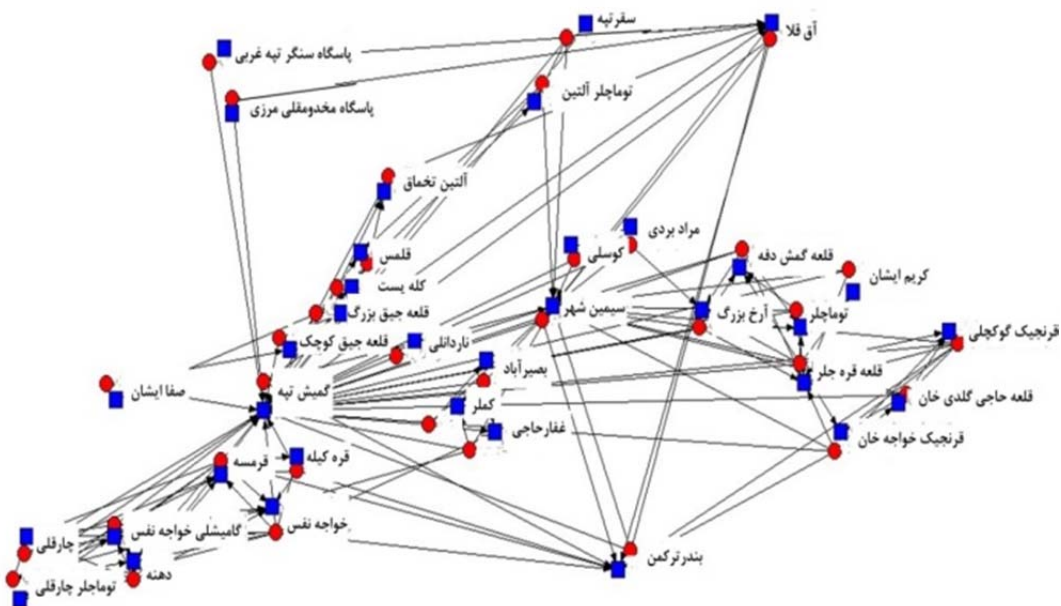 سقرتپه
آق قلا
پاسگاه سنگر تپه غربی
توماچلر آلتین
پاسگاه مخدومقلی مرزی
آلتین تخماق
مراد بردی
کوسلی
قلعه گمش دفه
قلمس
کریم ایشان
کله پست
سیمین شهر
آرخ بزرگ
توماچلر
قلعه جیق بزرگ
قرنجیک گوکچلی
ناردانلی
قلعه جیق کوچک
قلعه قره جلر
بصیرآباد
صفا ایشان
گمیش تپه
قلعه حاجی گلدی خان
کملر
غفارحاجی
قرنجیک خواجه خان
قره کیله
قرمسه
خواجه نفس
گامیشلی خواجه نفس
چارقلی
بندرترکمن
دهنه
توماجلر چارقلی